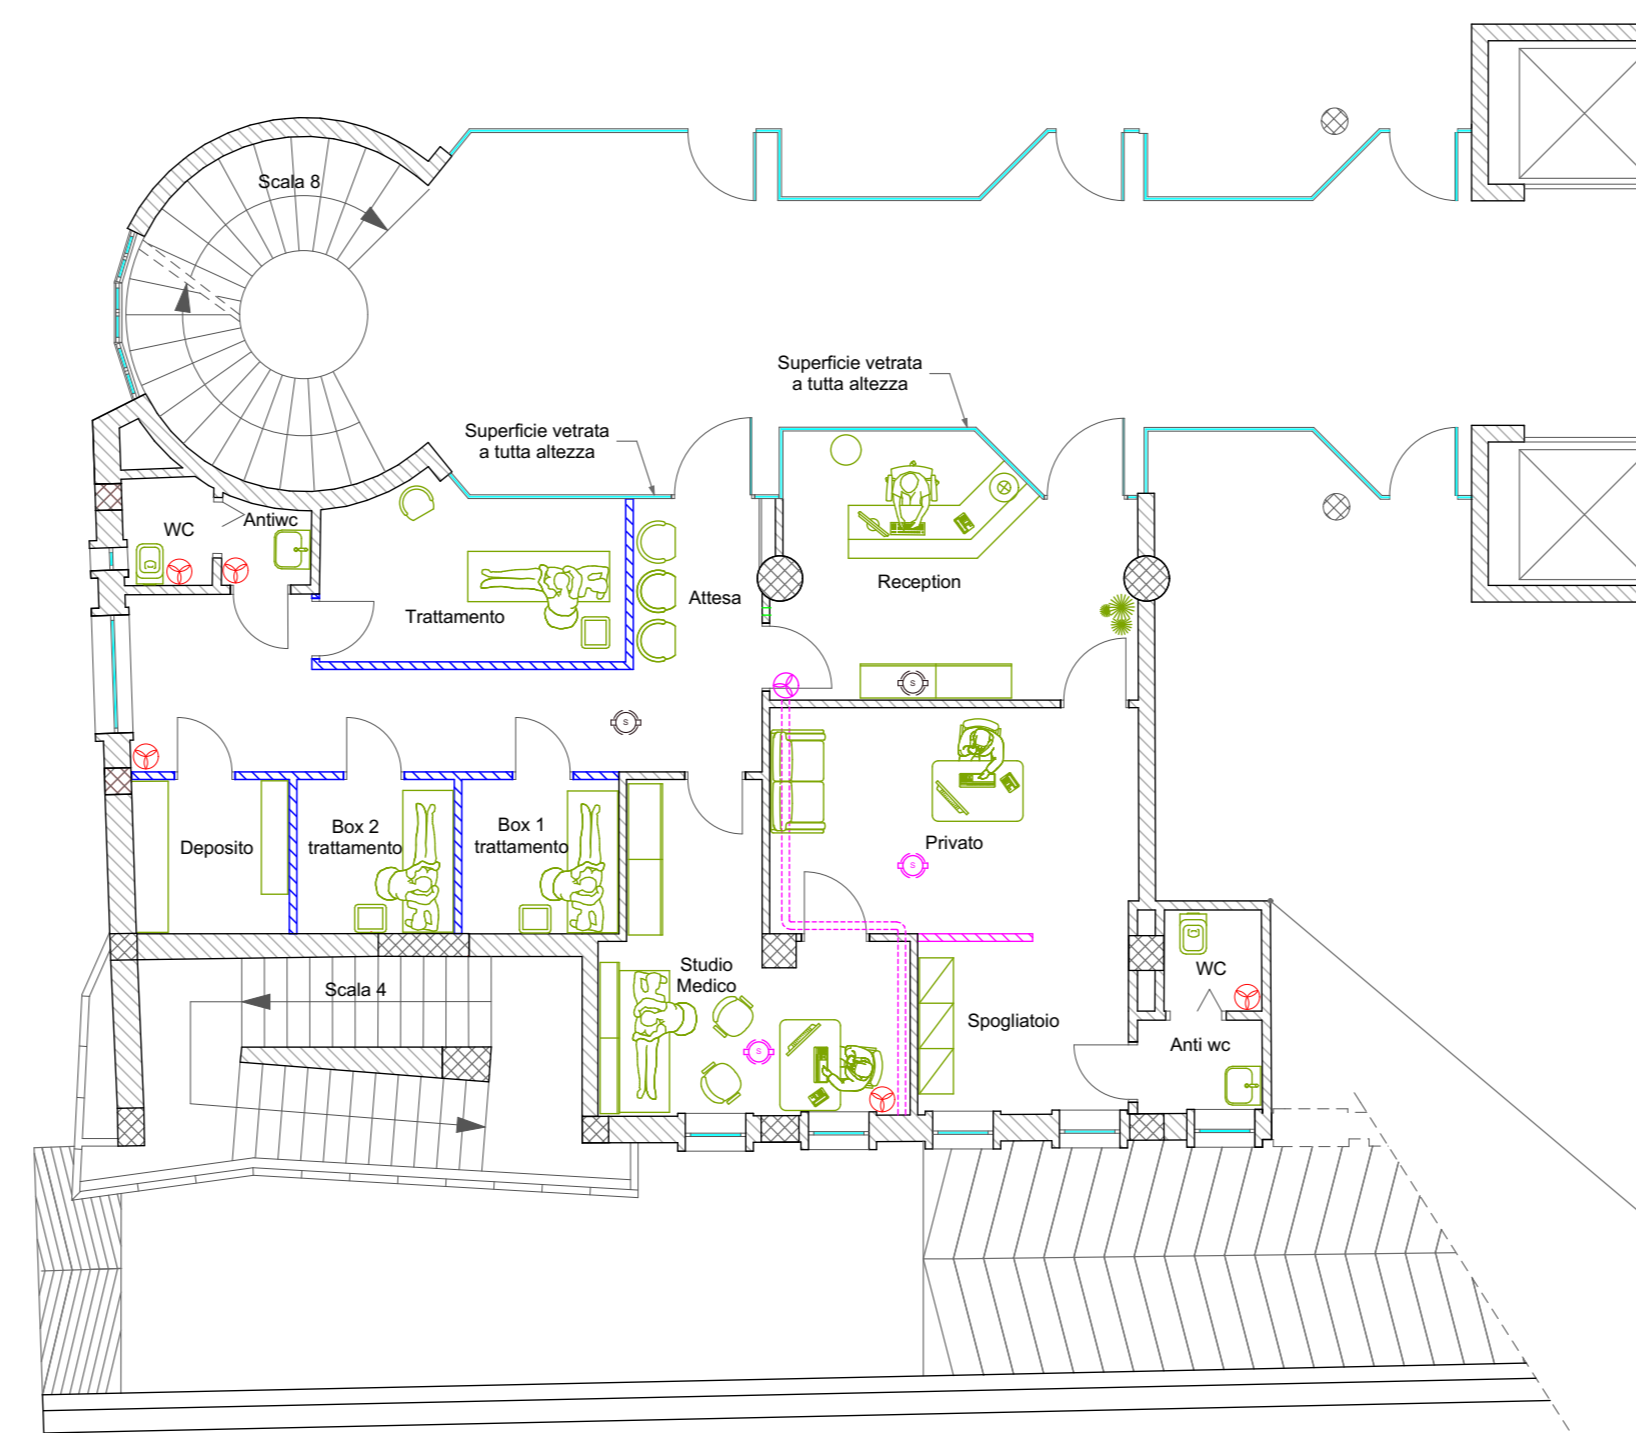 Scala 8
Superficie vetrata
a tutta altezza
Superficie vetrata
a tutta altezza
WC
Antiwc
Trattamento
Attesa
Reception
S
S
Deposito
Box 2
trattamento
Box 1
trattamento
Privato
S
Scala 4
Studio
Medico
S
Spogliatoio
WC
Anti wc